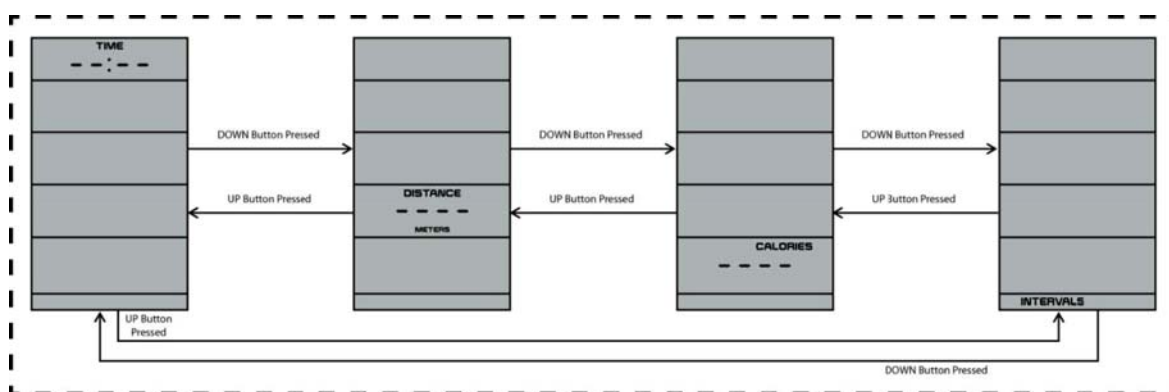 TIME
--:--
DOWN Button Pressed
DOWN Button Pressed
DOWN Button Pressed
UP Button Pressed
DISTANCE
----
METERS
UP Button Pressed
UP 3utton Pressed
CALORIES
----
INTERVALS
UP Button
Pressed
DOWN Button Pressed